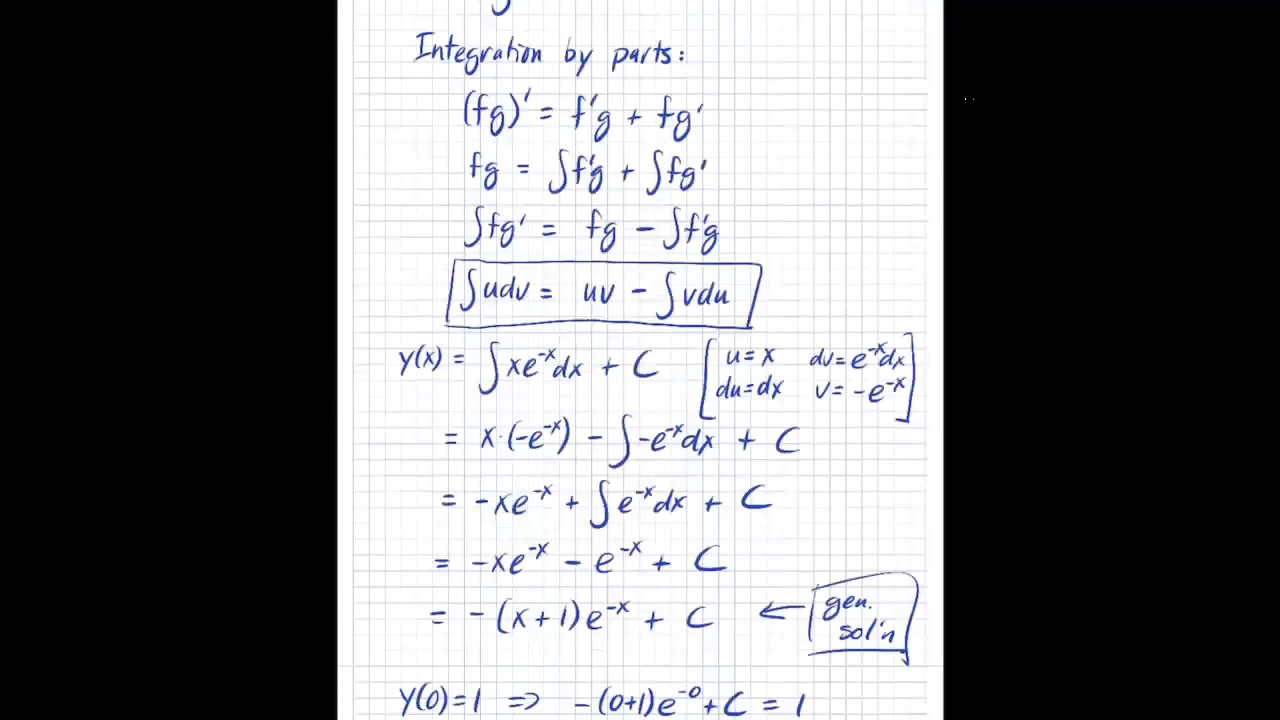 Integration by parts:
(fg)' = f'g + fg'
fg = ∫f'g + ∫fg'
∫fg' = fg - ∫f'g
∫udv = uv - ∫vdu
y(x) = ∫xe^-x dx + C [u=x dv=e^-x dx
du=dx v=-e^-x]
= x·(-e^-x) - ∫-e^-x dx + C
= -xe^-x + ∫e^-x dx + C
= -xe^-x - e^-x + C
= -(x+1)e^-x + C ← gen.
sol'n
y(0)=1 ⇒ -(0+1)e^-0 + C = 1